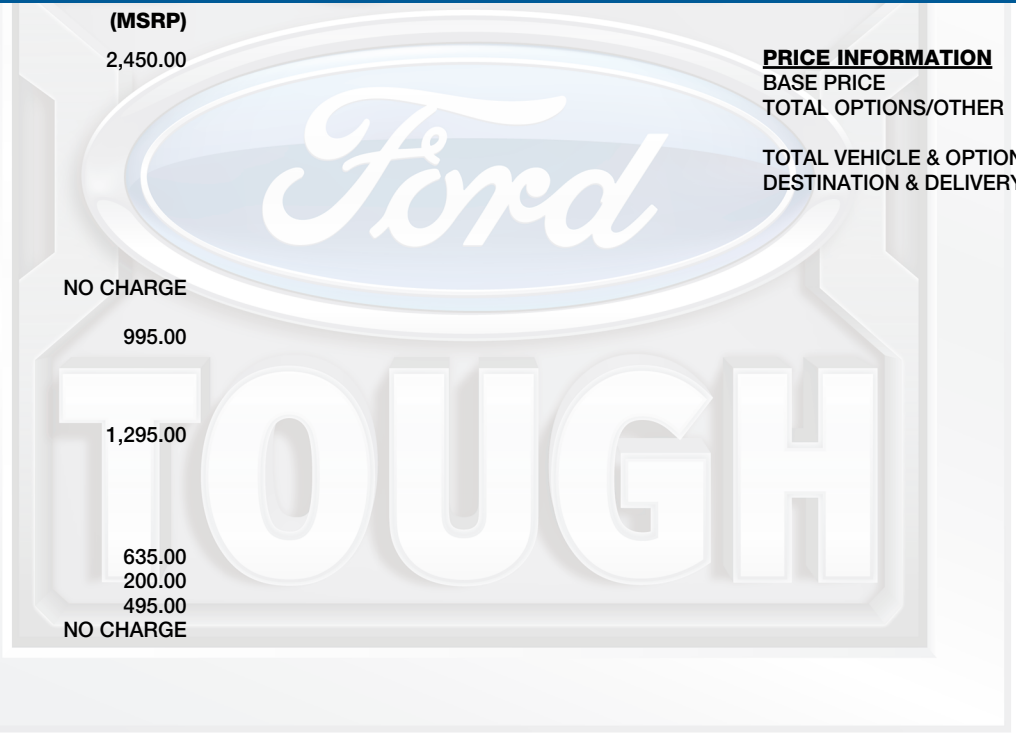 (MSRP)
2,450.00
NO CHARGE
995.00
1,295.00
635.00
200.00
495.00
NO CHARGE
PRICE INFORMATION
BASE PRICE
TOTAL OPTIONS/OTHER
TOTAL VEHICLE & OPTION
DESTINATION & DELIVERY
Ford
TOUGH